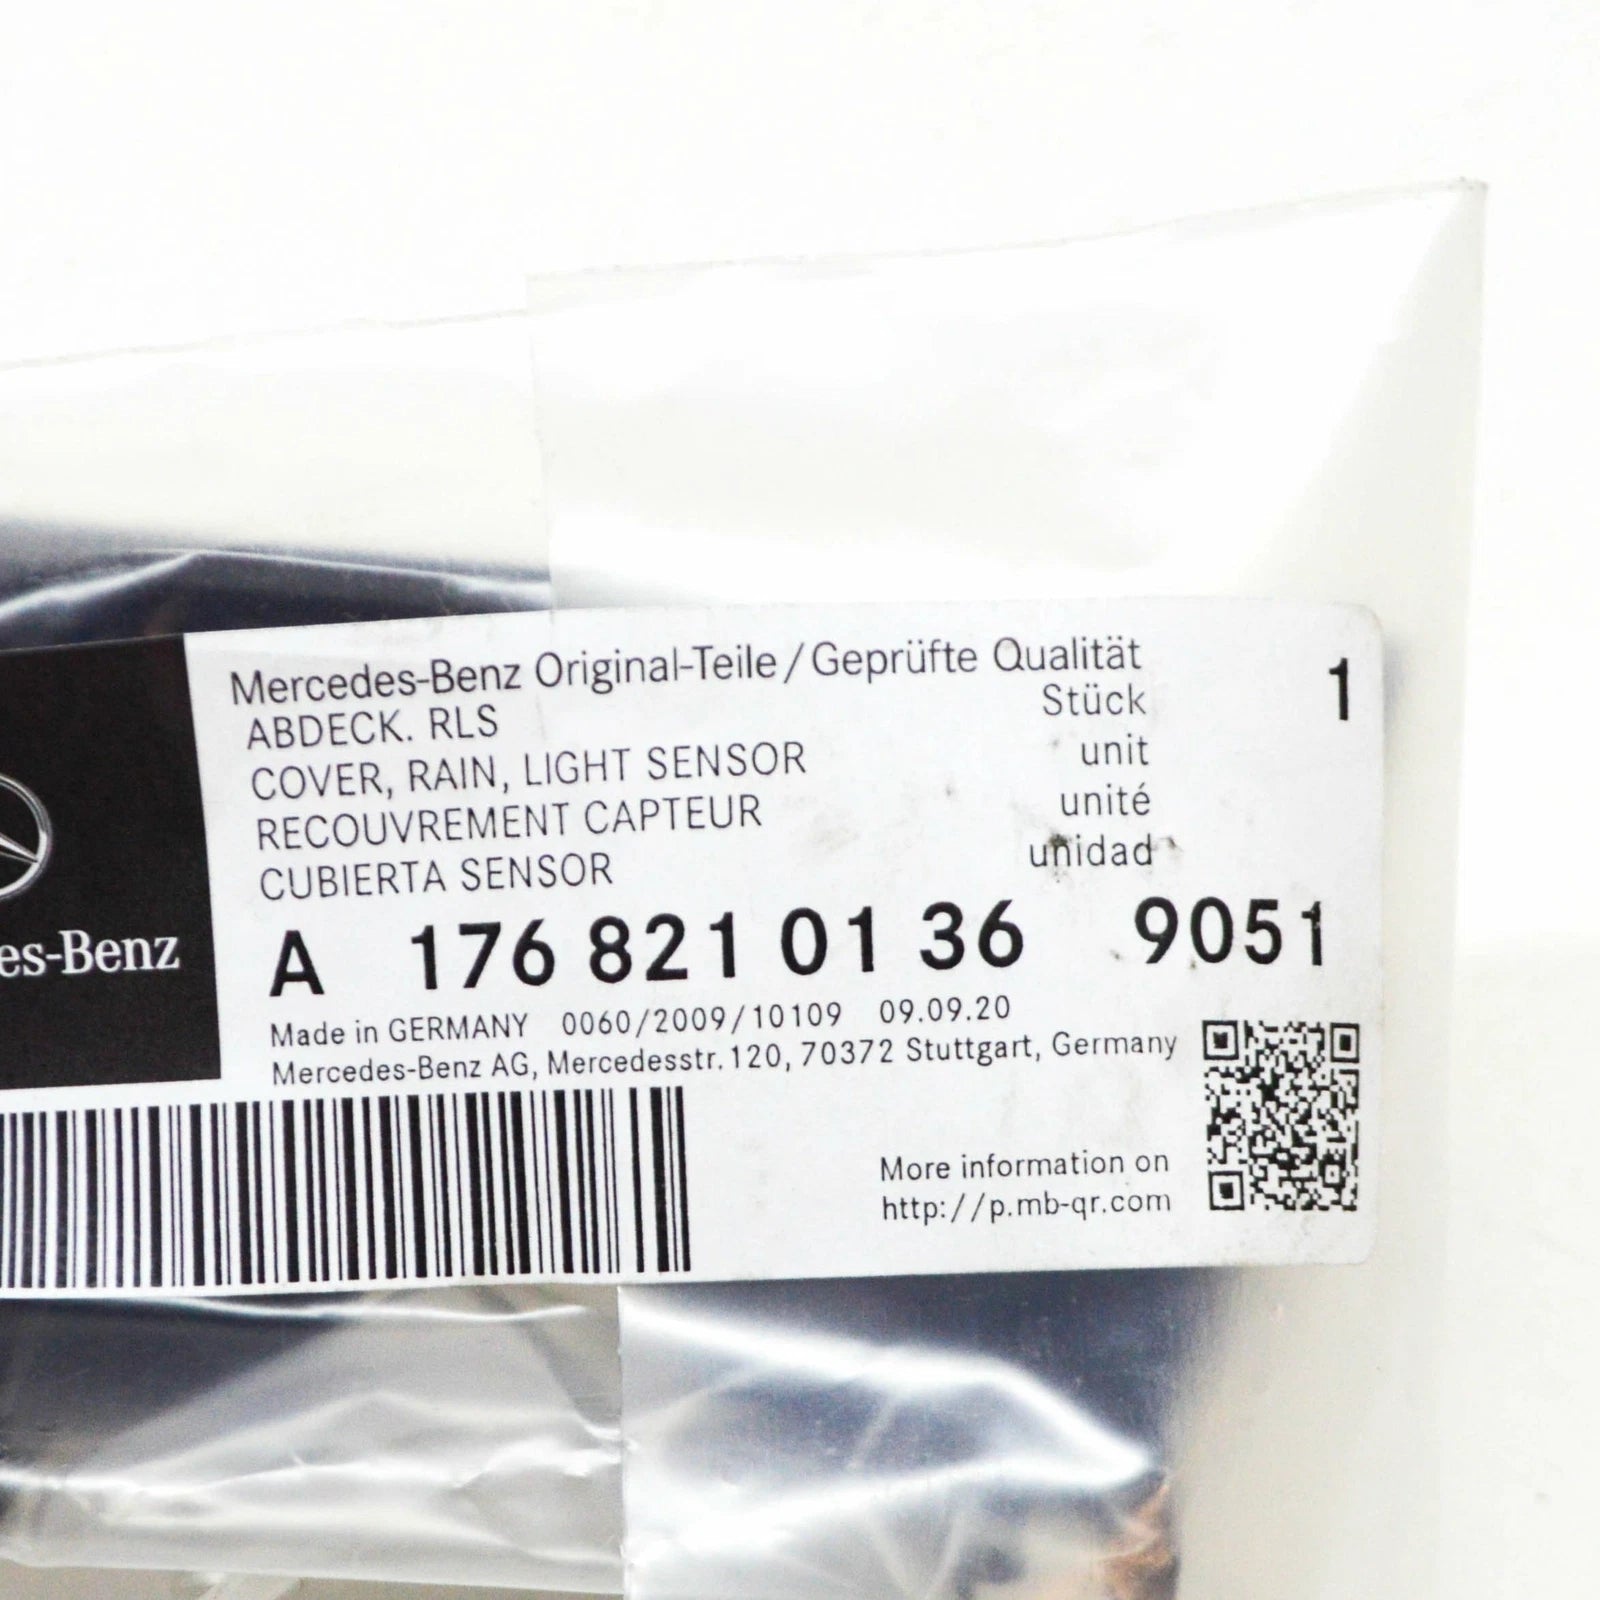 Mercedes-Benz Original-Teile/Geprüfte Qualität
ABDECK. RLS Stück 1
COVER, RAIN, LIGHT SENSOR unit
RECOUVREMENT CAPTEUR unité
CUBIERTA SENSOR unidad
es-Benz
A 176 821 01 36 9051
Made in GERMANY 0060/2009/10109 09.09.20
Mercedes-Benz AG, Mercedesstr. 120, 70372 Stuttgart, Germany
More information on
http://p.mb-qr.com